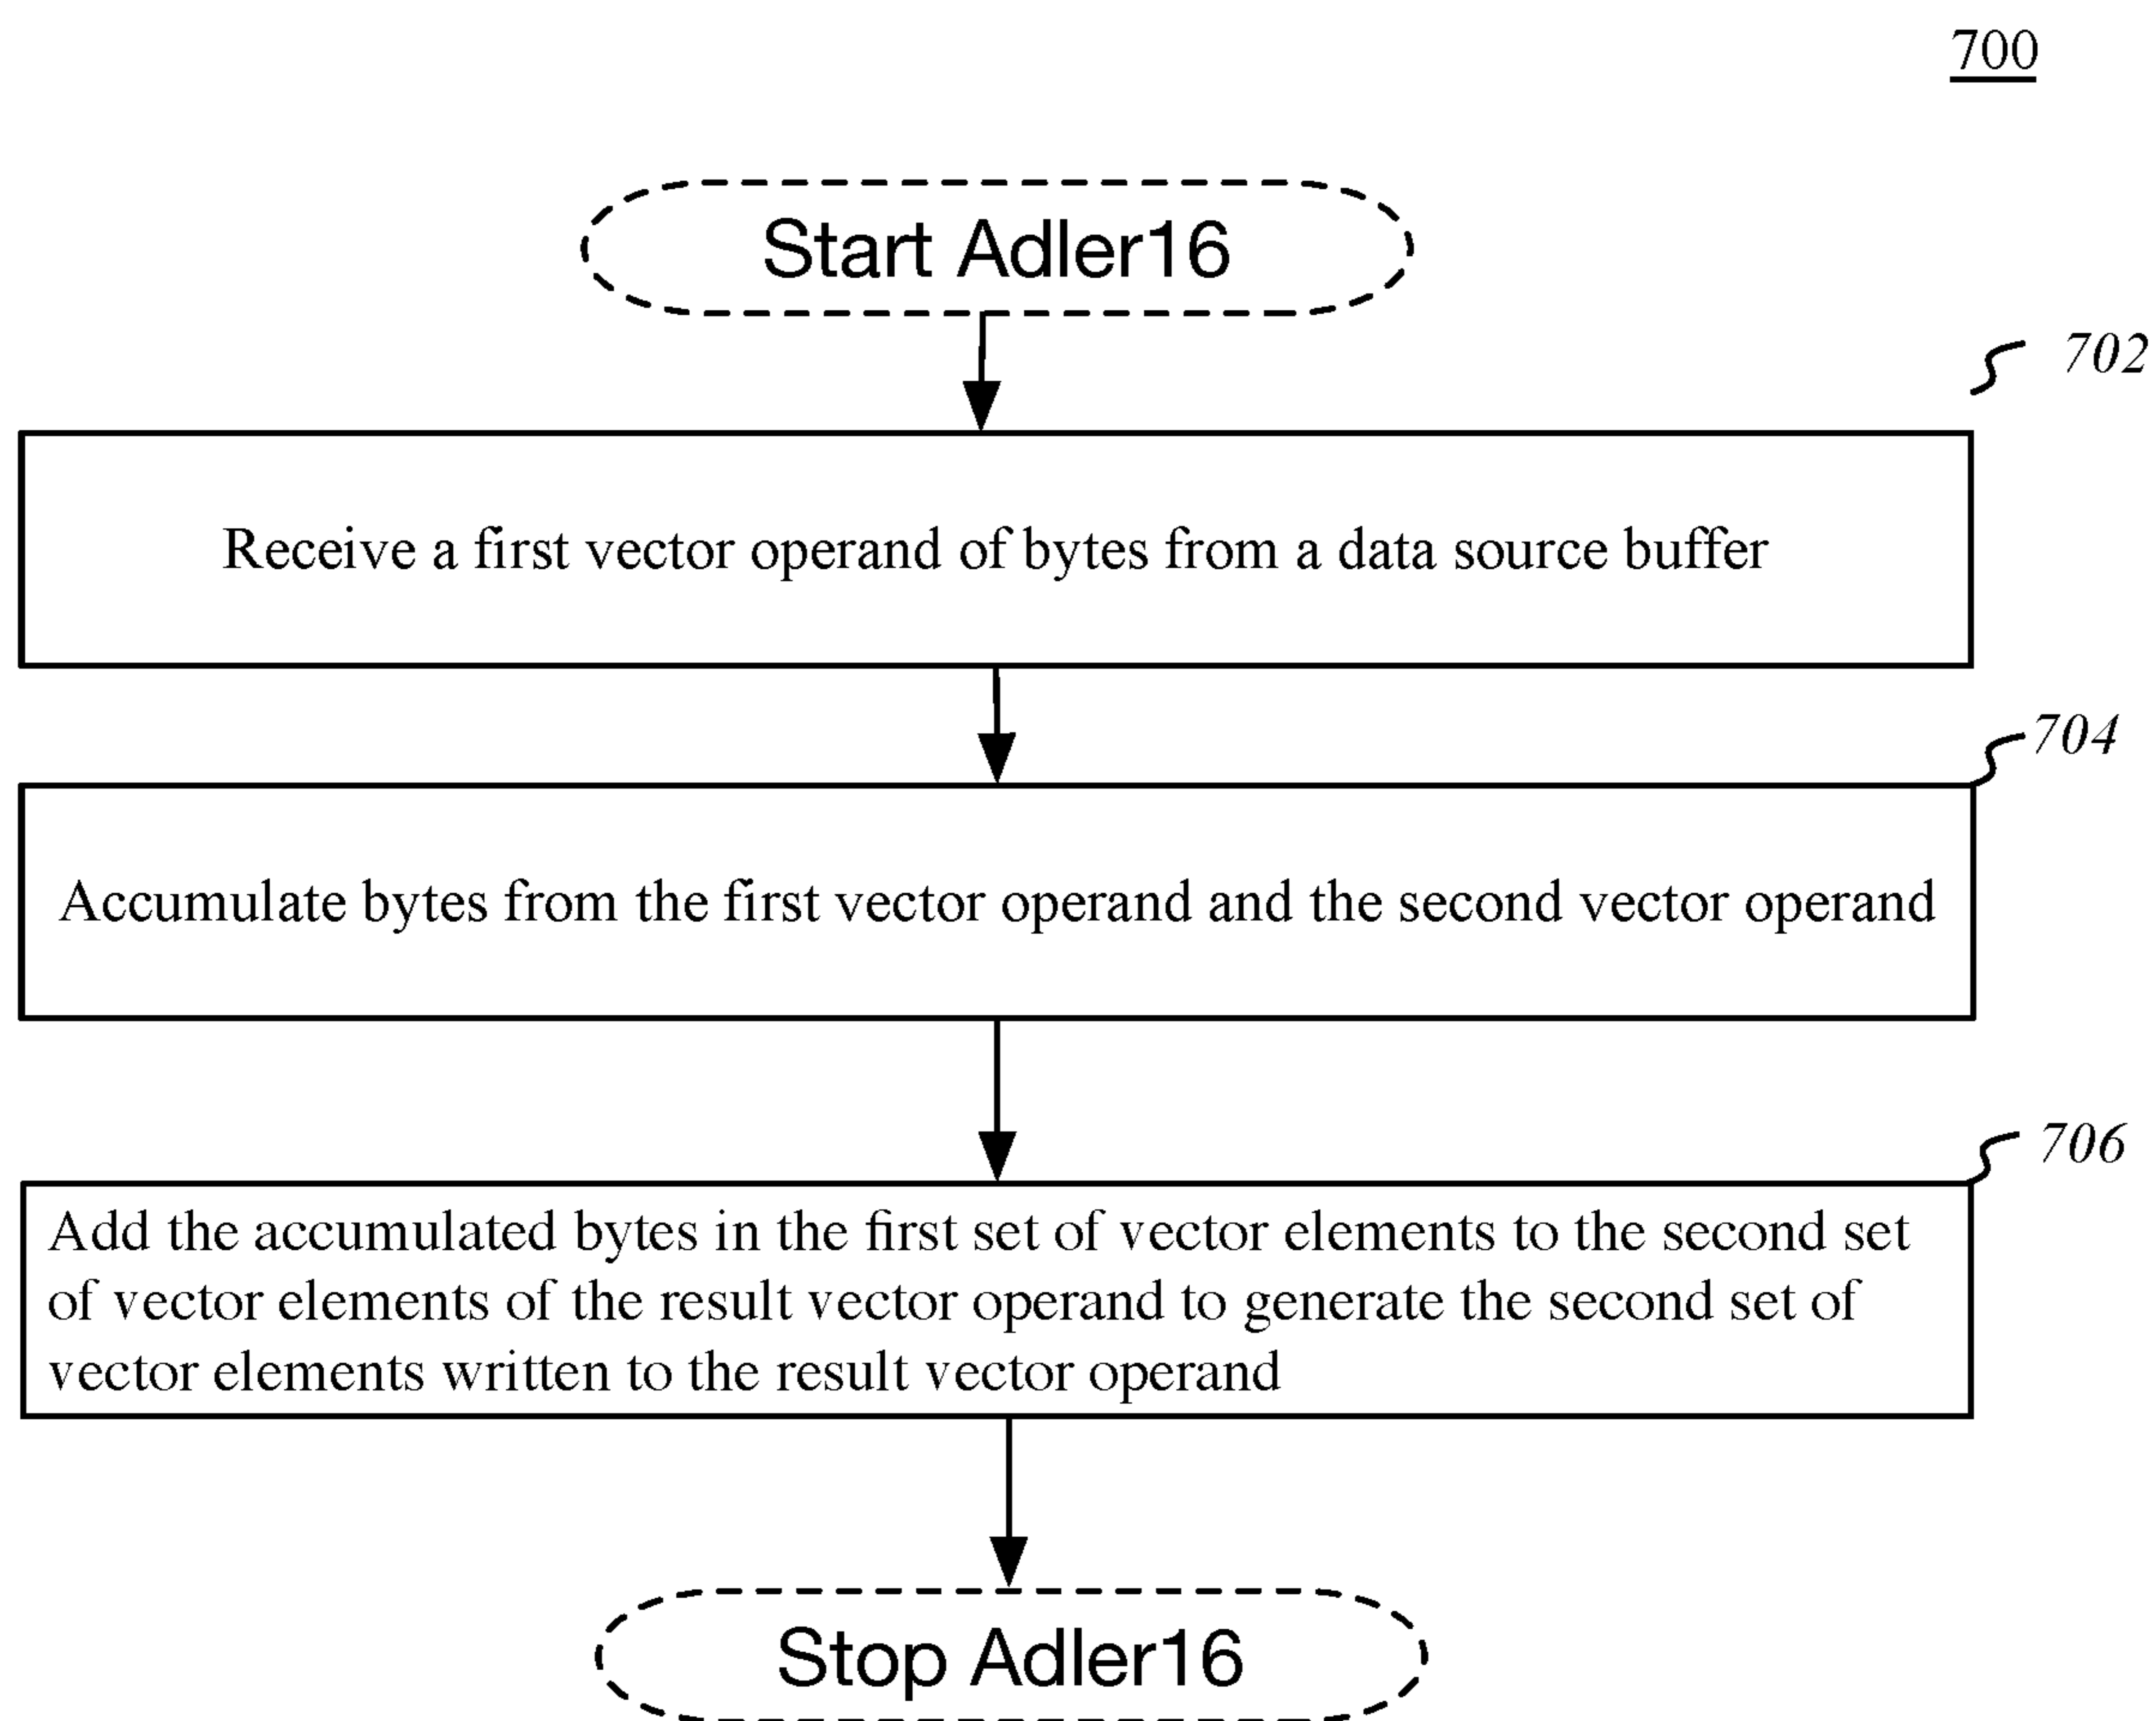 700
Start Adler16
702
Receive a first vector operand of bytes from a data source buffer
704
Accumulate bytes from the first vector operand and the second vector operand
706
Add the accumulated bytes in the first set of vector elements to the second set
of vector elements of the result vector operand to generate the second set of
vector elements written to the result vector operand
Stop Adler16